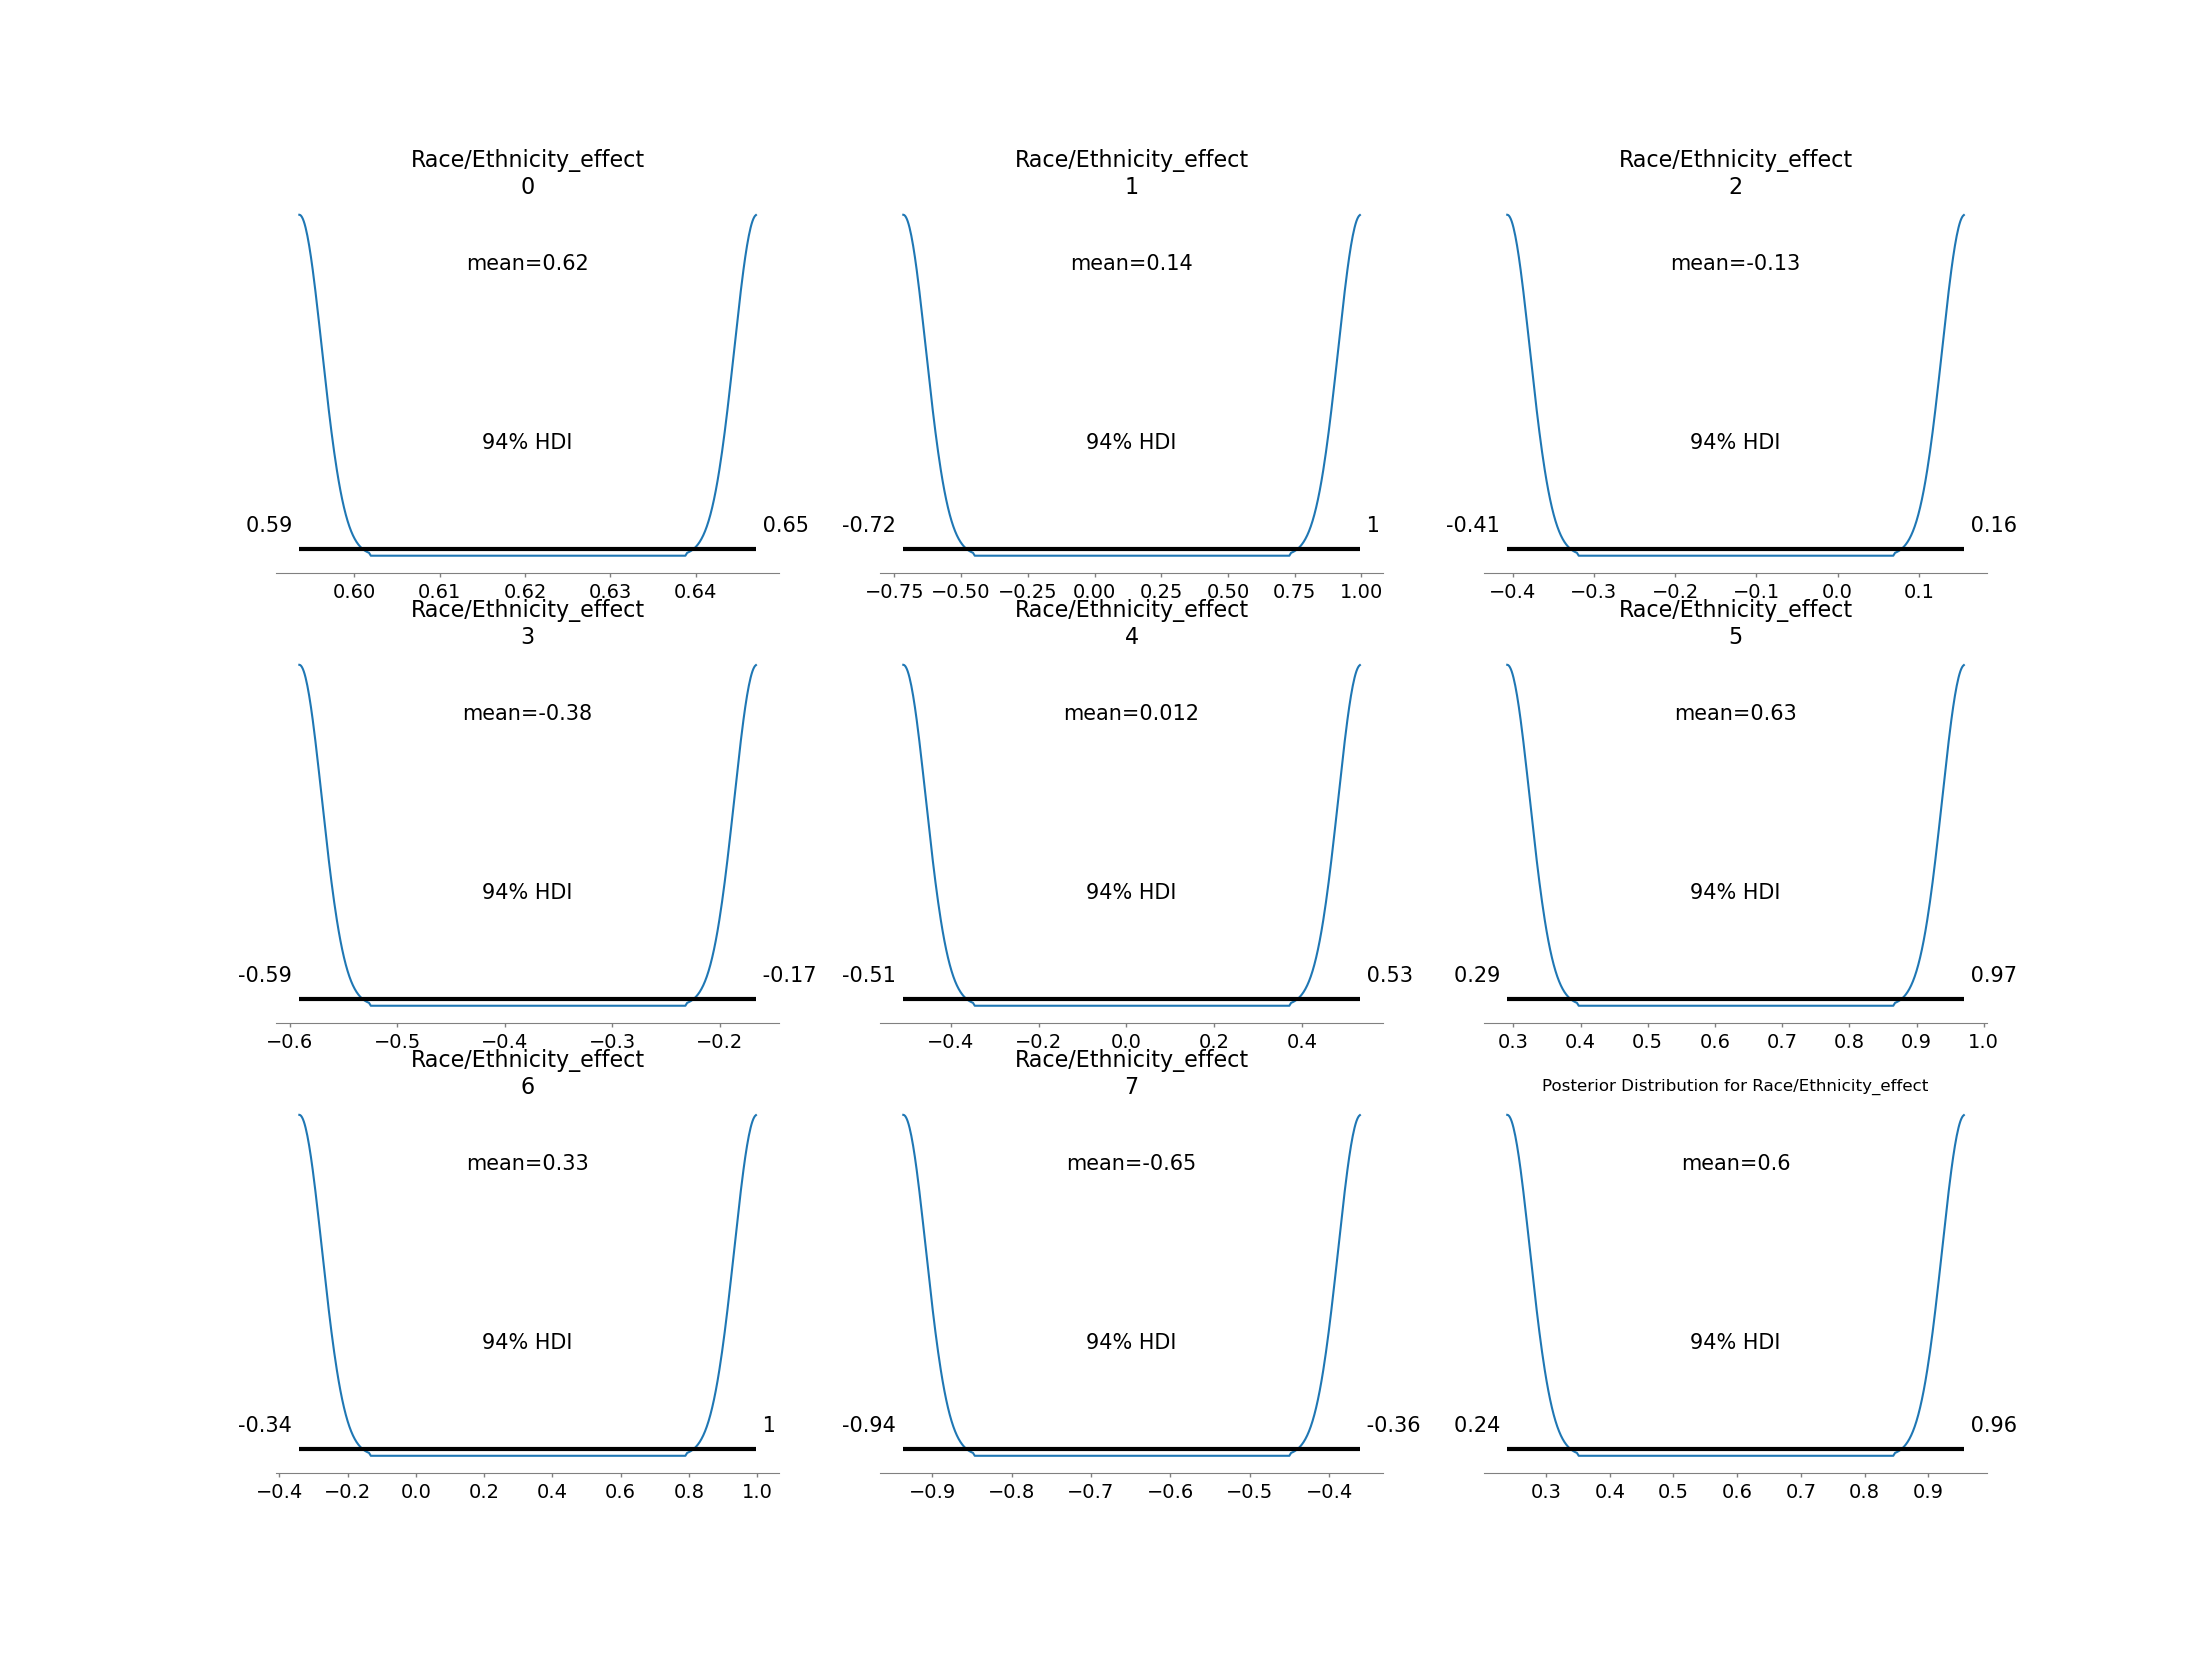 Race/Ethnicity_effect
0
mean=0.62
94% HDI
0.59
0.65
0.60 0.61 0.62 0.63 0.64
Race/Ethnicity_effect
1
mean=0.14
94% HDI
-0.72
1
−0.75 −0.50 −0.25 0.00 0.25 0.50 0.75 1.00
Race/Ethnicity_effect
2
mean=-0.13
94% HDI
-0.41
0.16
−0.4 −0.3 −0.2 −0.1 0.0 0.1
Race/Ethnicity_effect
3
mean=-0.38
94% HDI
-0.59
-0.17
−0.6 −0.5 −0.4 −0.3 −0.2
Race/Ethnicity_effect
4
mean=0.012
94% HDI
-0.51
0.53
−0.4 −0.2 0.0 0.2 0.4
Race/Ethnicity_effect
5
mean=0.63
94% HDI
0.29
0.97
0.3 0.4 0.5 0.6 0.7 0.8 0.9 1.0
Race/Ethnicity_effect
6
mean=0.33
94% HDI
-0.34
1
−0.4 −0.2 0.0 0.2 0.4 0.6 0.8 1.0
Race/Ethnicity_effect
7
mean=-0.65
94% HDI
-0.94
-0.36
−0.9 −0.8 −0.7 −0.6 −0.5 −0.4
Posterior Distribution for Race/Ethnicity_effect
mean=0.6
94% HDI
0.24
0.96
0.3 0.4 0.5 0.6 0.7 0.8 0.9